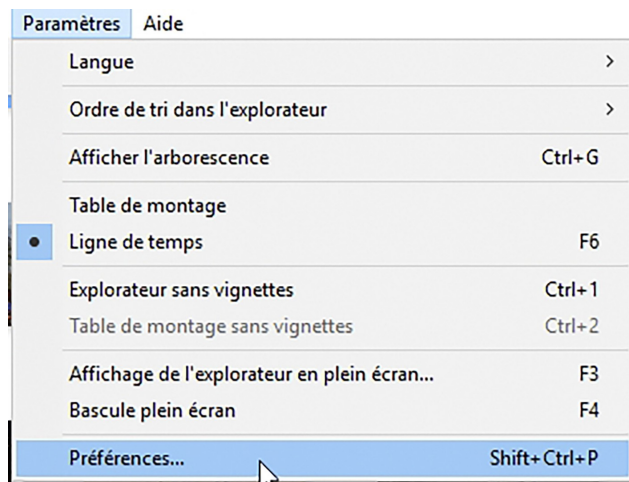 Paramètres Aide
Langue >
Ordre de tri dans l'explorateur >
Afficher l'arborescence Ctrl+G
Table de montage
Ligne de temps F6
Explorateur sans vignettes Ctrl+1
Table de montage sans vignettes Ctrl+2
Affichage de l'explorateur en plein écran... F3
Bascule plein écran F4
Préférences... Shift+Ctrl+P